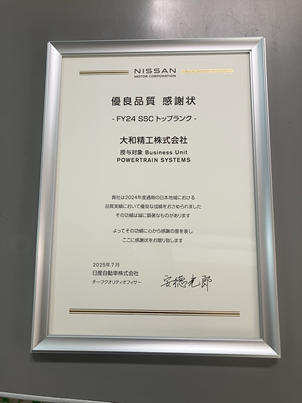 NISSAN
MOTOR CORPORATION
優良品質 感謝状
- FY24 SSC トップランク -
大和精工株式会社
授与対象 Business Unit
POWERTRAIN SYSTEMS
貴社は2024年度通期の日本地域における
品質実績において優秀な成績をおさめられました
その功績は誠に顕著なものがあります
よってその功績に心から感謝の意を表し
ここに感謝状をお贈り致します
2025年7月
日産自動車株式会社
チーフクオリティオフィサー